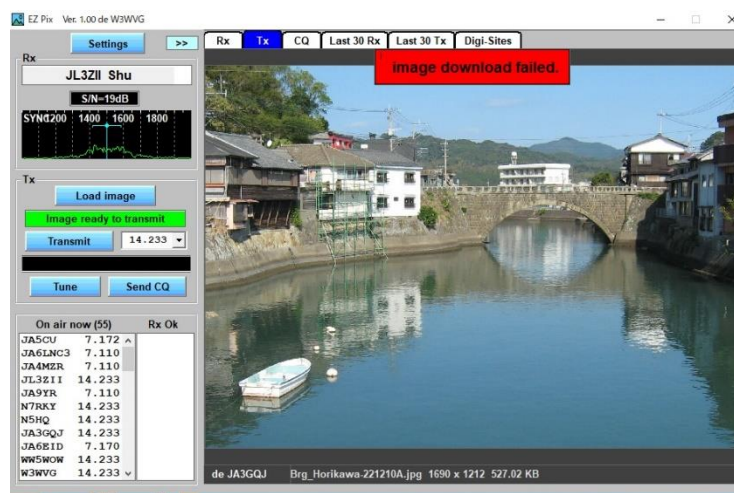 EZ Pix Ver. 1.00 de W3WVG
Settings
>>
Rx
JL3ZII Shu
S/N=19dB
SYNC 1200 1400 1600 1800
Tx
Load image
Image ready to transmit
Transmit 14.233
Tune Send CQ
On air now (55) Rx Ok
JA5CU 7.172
JA6LNC3 7.110
JA4MZR 7.110
JL3ZII 14.233
JA9YR 7.110
N7RKY 14.233
N5HQ 14.233
JA3GQJ 14.233
JA6EID 7.170
WW5WOW 14.233
W3WVG 14.233
Rx Tx CQ Last 30 Rx Last 30 Tx Digi-Sites
image download failed.
de JA3GQJ Brg_Horikawa-221210A.jpg 1690 x 1212 527.02 KB